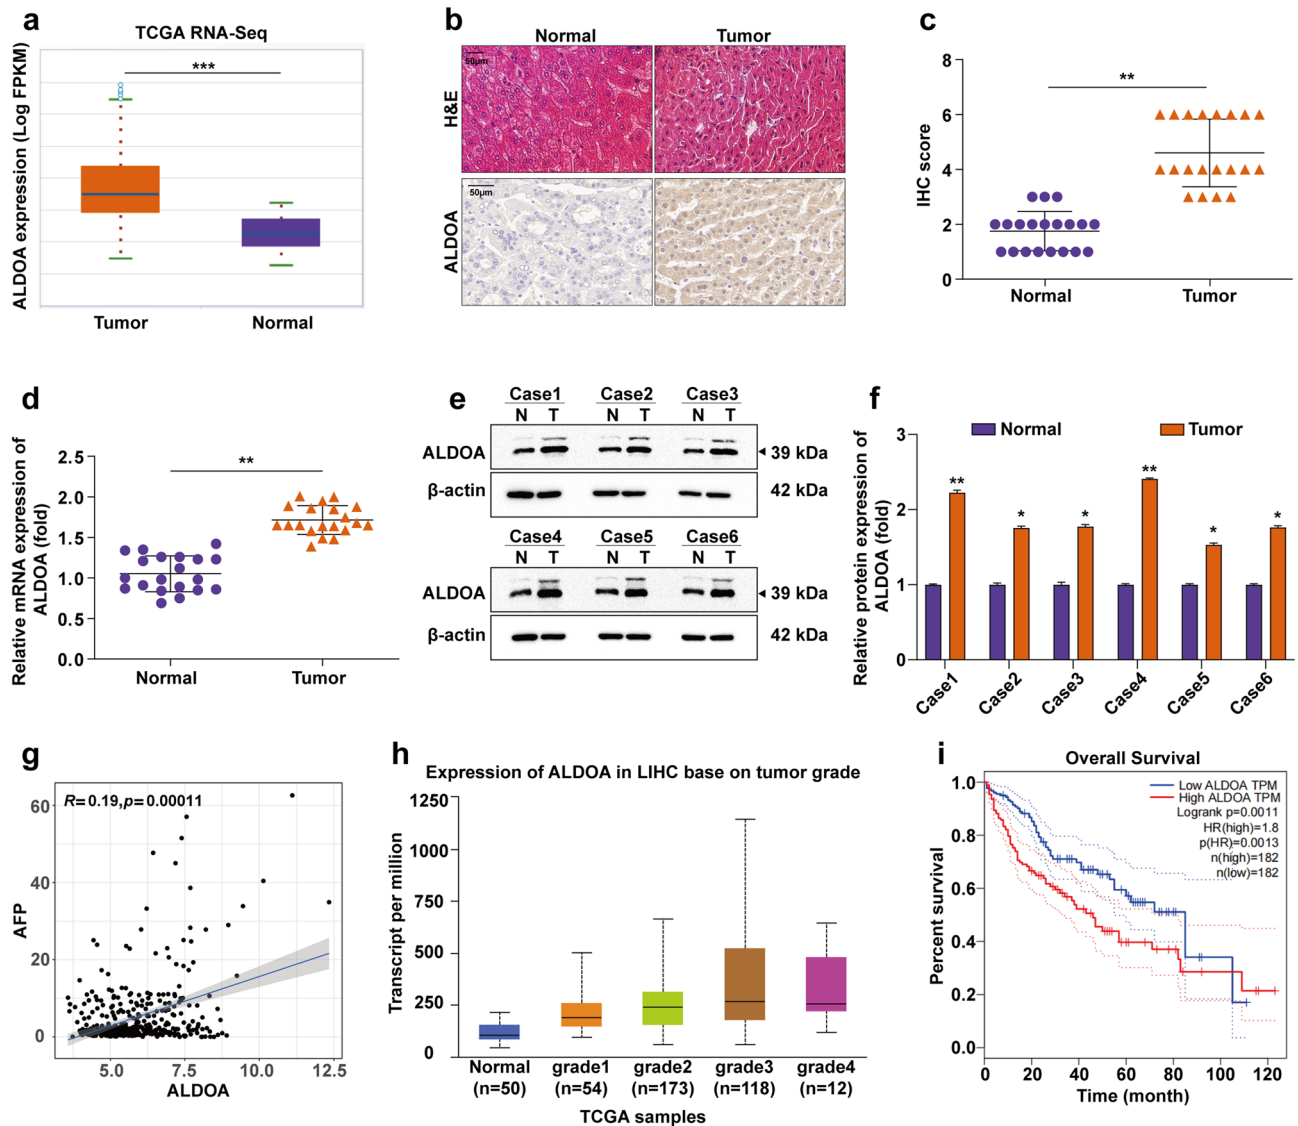 a
TCGA RNA-Seq
ALDOA expression (Log FPKM)
***
Tumor
Normal
b
Normal
Tumor
H&E
50μm
ALDOA
50μm
c
IHC score
8
6
4
2
0
**
Normal
Tumor
d
Relative mRNA expression of
ALDOA (fold)
2.5
2.0
1.5
1.0
0.5
0.0
**
Normal
Tumor
e
Case1 Case2 Case3
N T N T N T
ALDOA 39 kDa
β-actin 42 kDa
Case4 Case5 Case6
N T N T N T
ALDOA 39 kDa
β-actin 42 kDa
f
Relative protein expression of
ALDOA (fold)
Normal Tumor
3
2
1
0
** * * ** * *
Case1 Case2 Case3 Case4 Case5 Case6
g
R=0.19,p=0.00011
AFP
60
40
20
0
5.0 7.5 10.0 12.5
ALDOA
h
Expression of ALDOA in LIHC base on tumor grade
Transcript per million
1250
1000
500
250
0
Normal grade1 grade2 grade3 grade4
(n=50) (n=54) (n=173) (n=118) (n=12)
TCGA samples
i
Overall Survival
Low ALDOA TPM
High ALDOA TPM
Logrank p=0.0011
HR(high)=1.8
p(HR)=0.0013
n(high)=182
n(low)=182
Percent survival
1.0
0.8
0.6
0.4
0.2
0.0
0 20 40 60 80 100 120
Time (month)